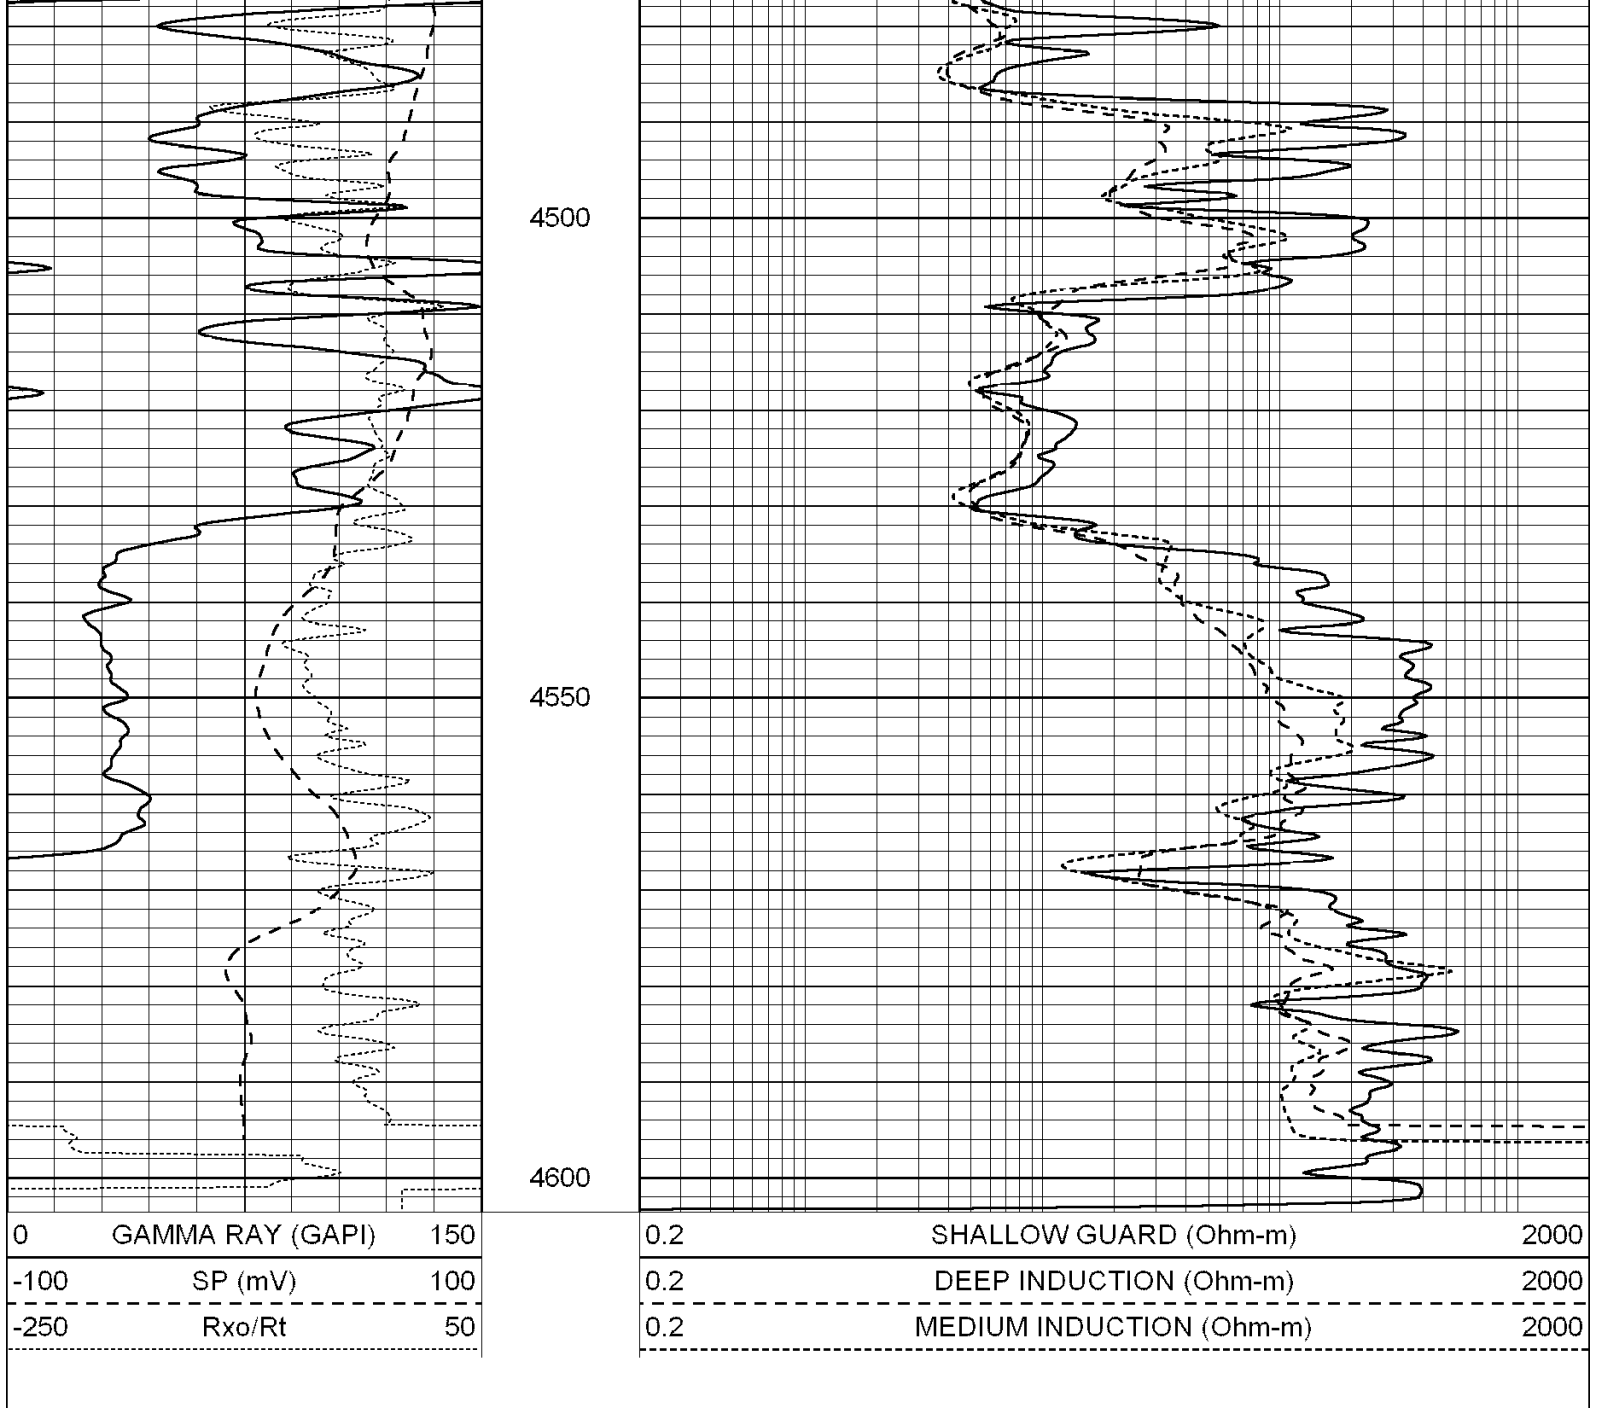 4500
4550
4600
0 GAMMA RAY (GAPI) 150 0.2 SHALLOW GUARD (Ohm-m) 2000
-100 SP (mV) 100 0.2 DEEP INDUCTION (Ohm-m) 2000
-250 Rxo/Rt 50 0.2 MEDIUM INDUCTION (Ohm-m) 2000